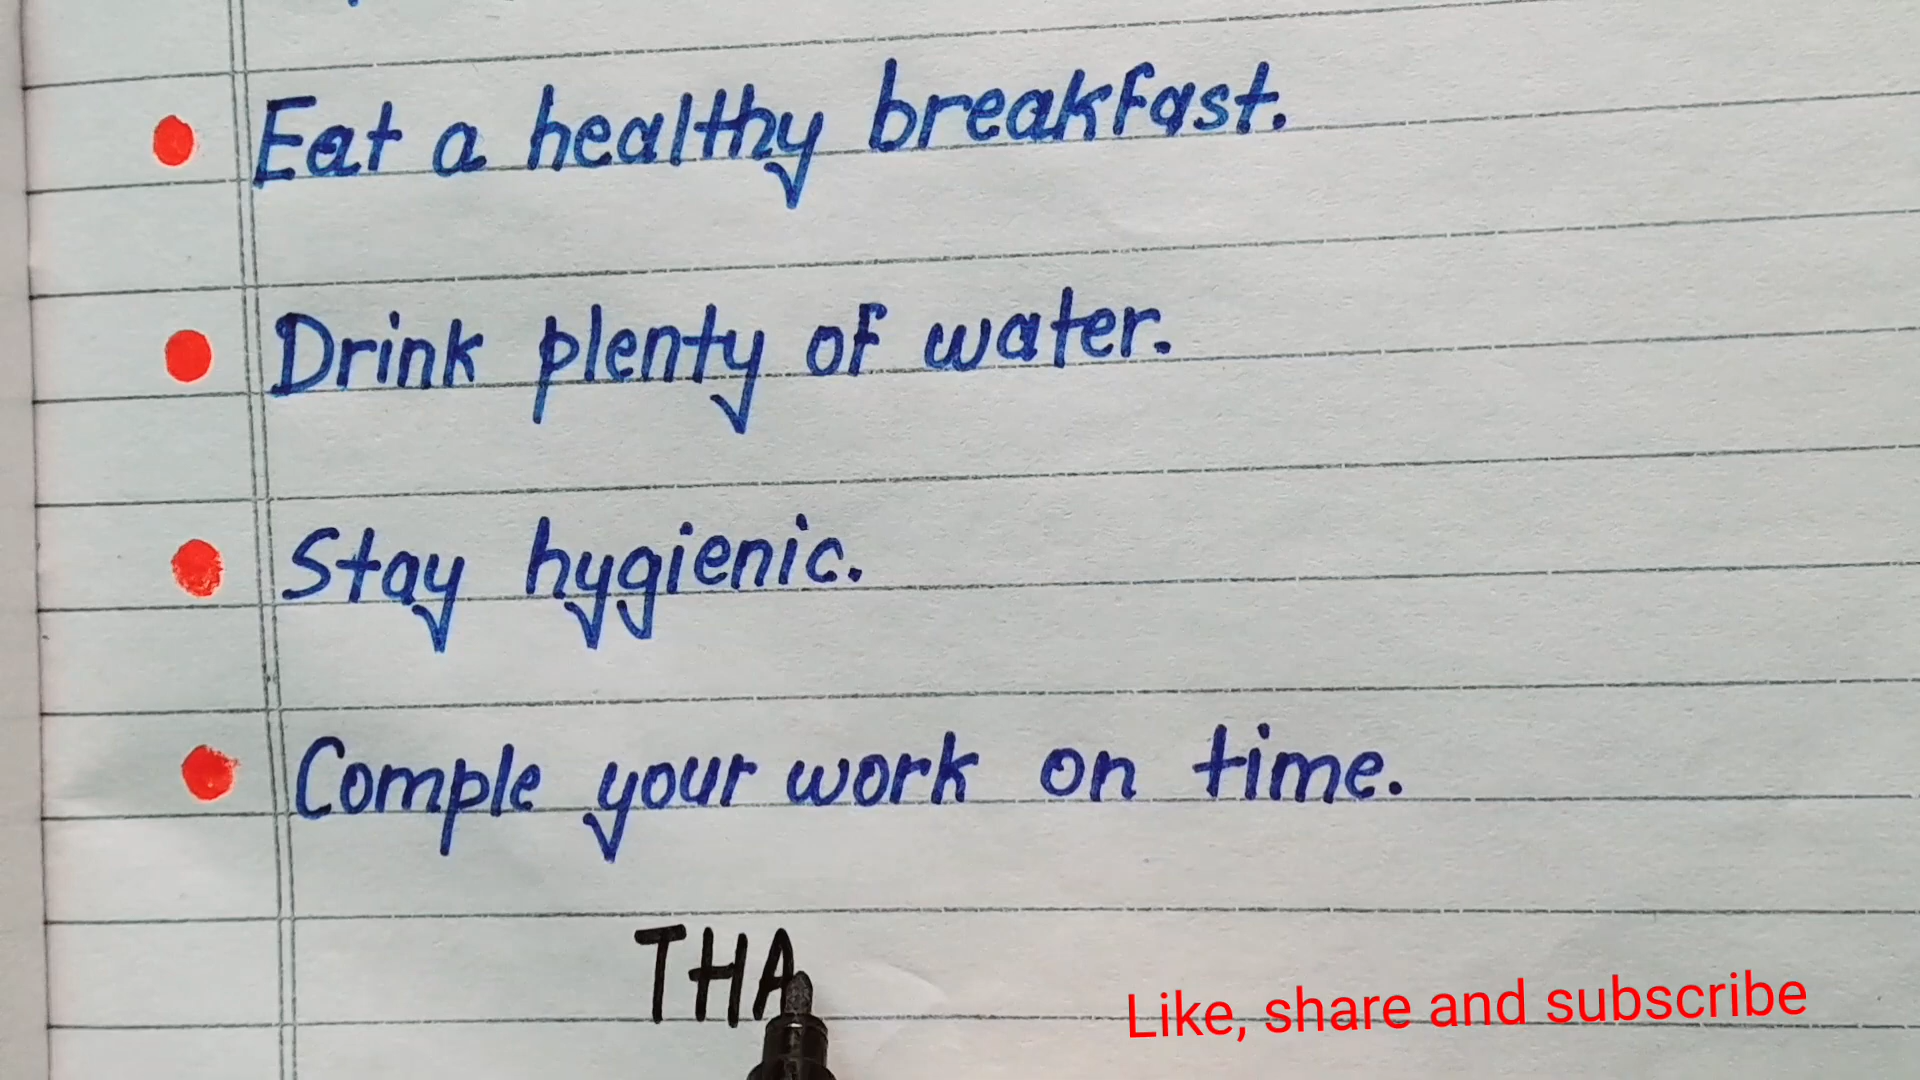 Eat a healthy breakfast.
Drink plenty of water.
Stay hygienic.
Comple your work on time.
THA
Like, share and subscribe